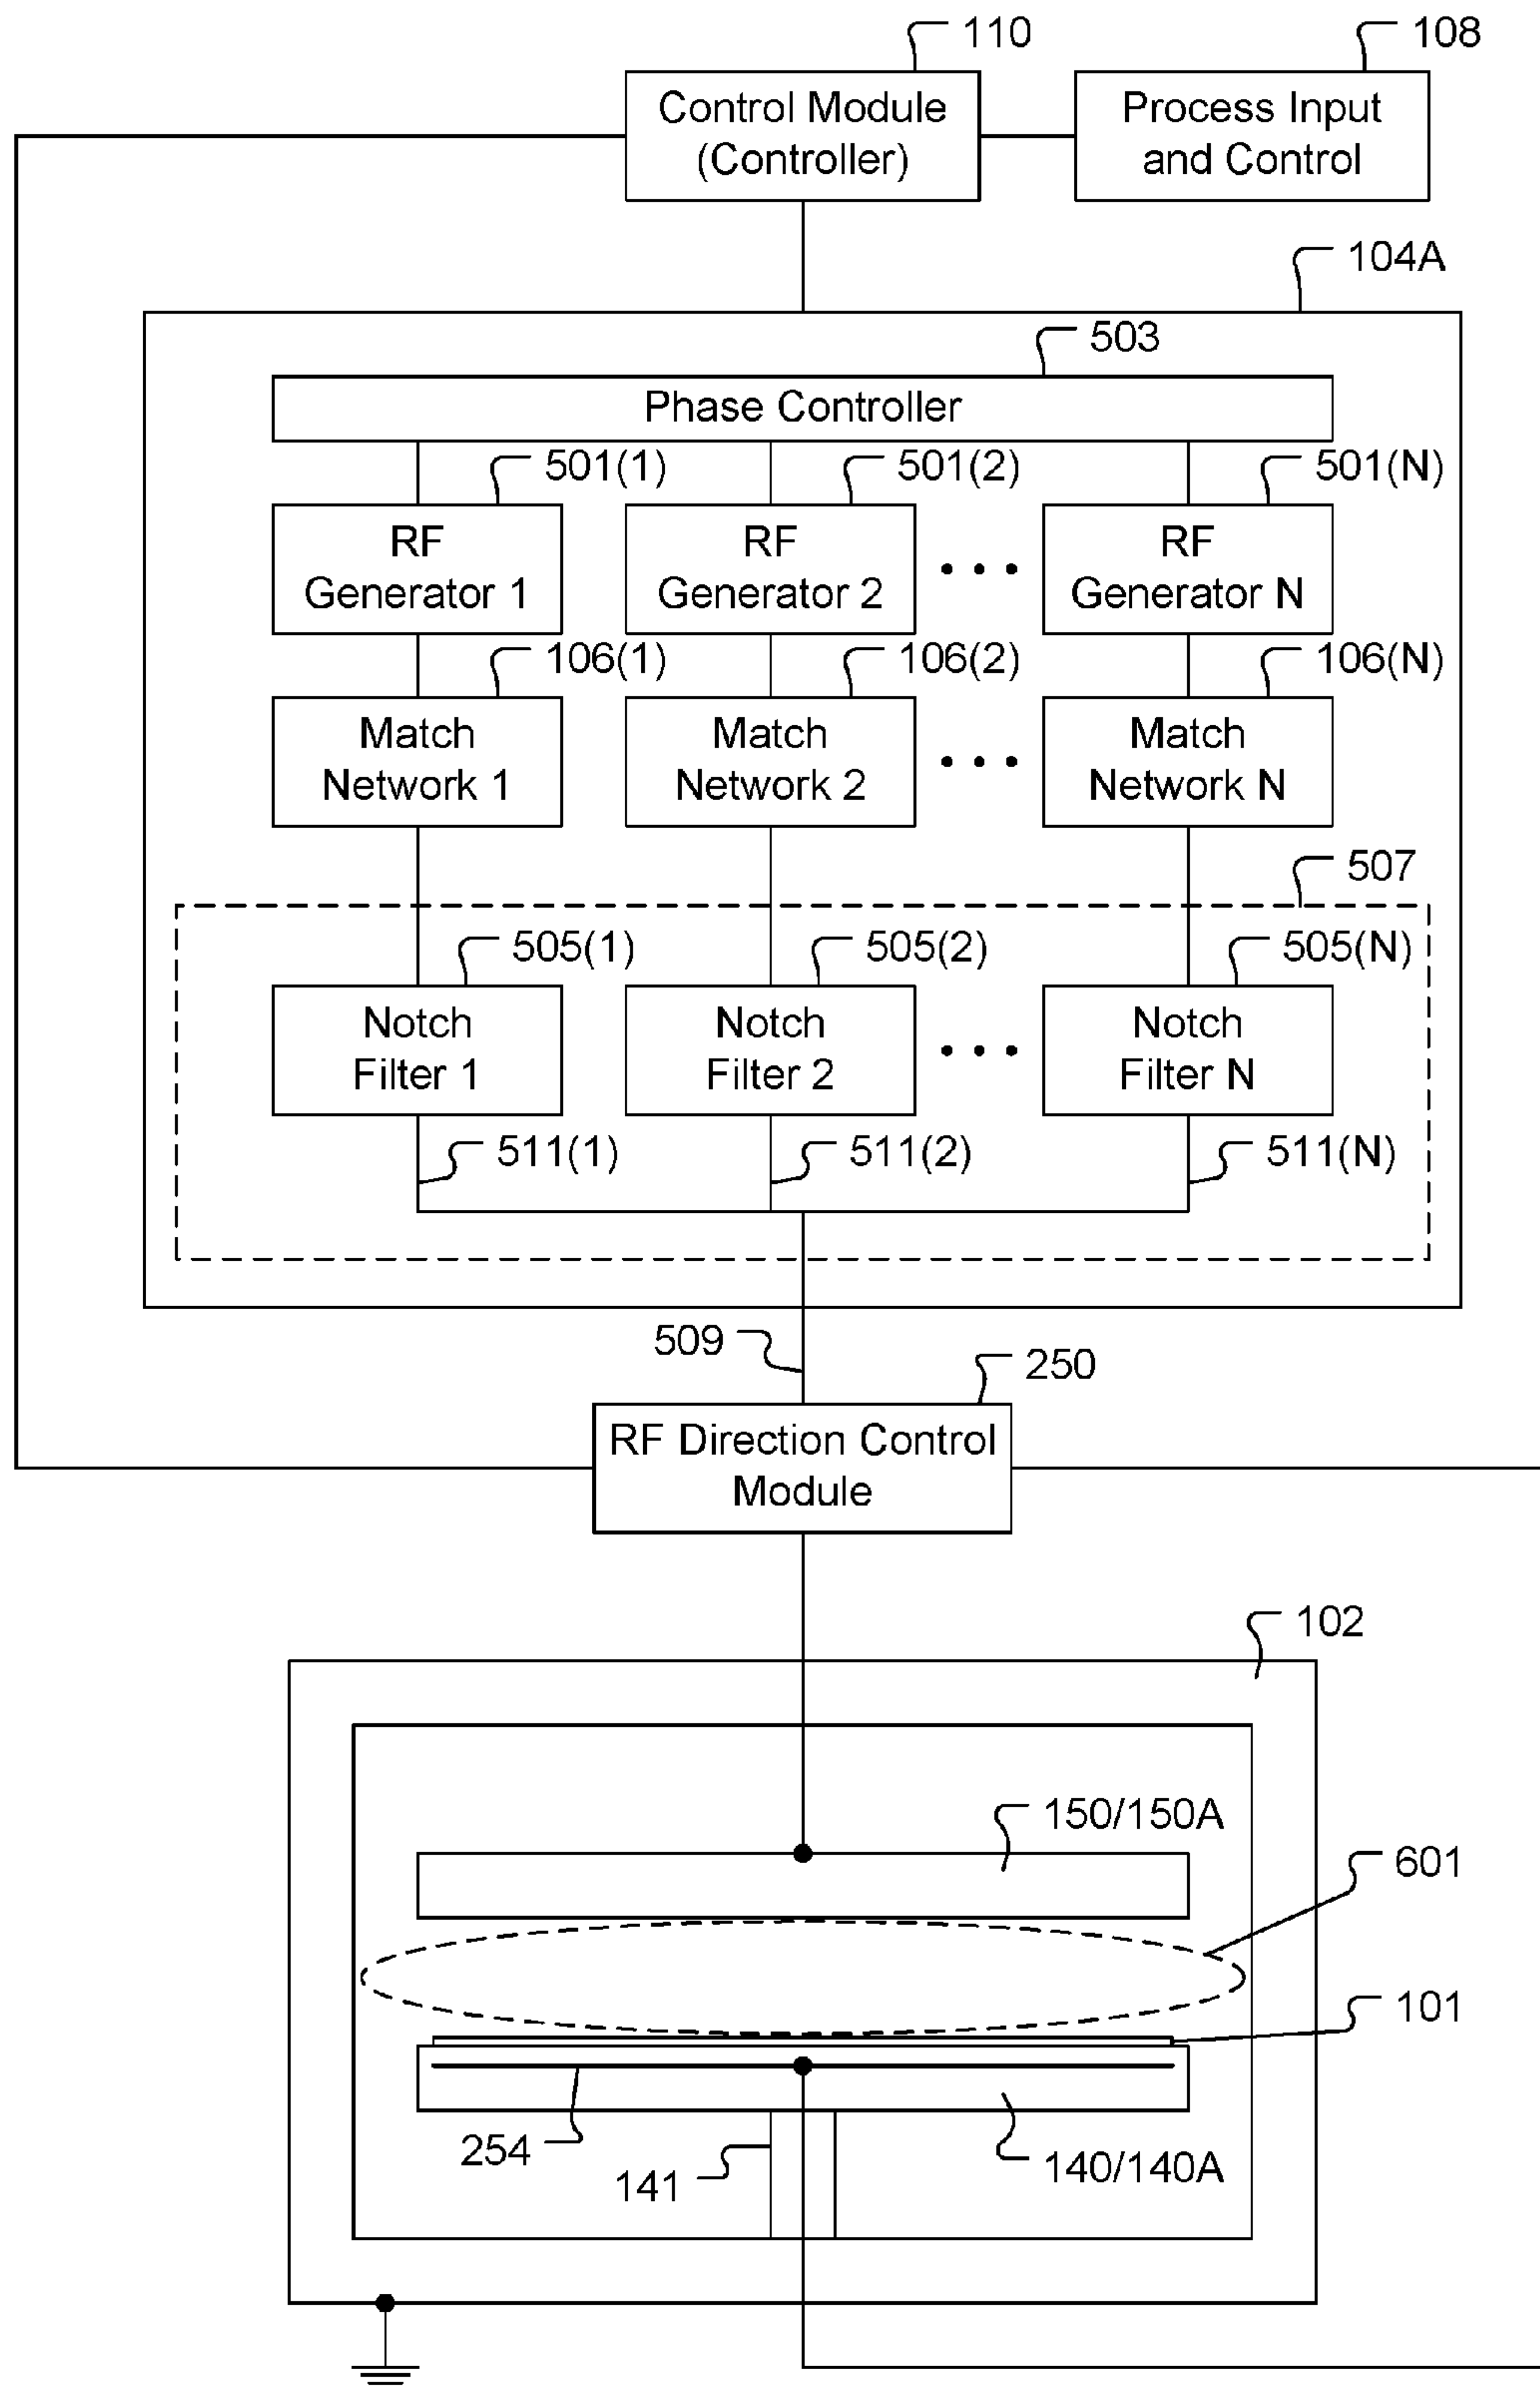 110
108
Control Module
(Controller)
Process Input
and Control
104A
503
Phase Controller
501(1)
501(2)
501(N)
RF
Generator 1
RF
Generator 2
RF
Generator N
106(1)
106(2)
106(N)
Match
Network 1
Match
Network 2
Match
Network N
507
505(1)
505(2)
505(N)
Notch
Filter 1
Notch
Filter 2
Notch
Filter N
511(1)
511(2)
511(N)
509
250
RF Direction Control
Module
102
150/150A
601
101
254
141
140/140A